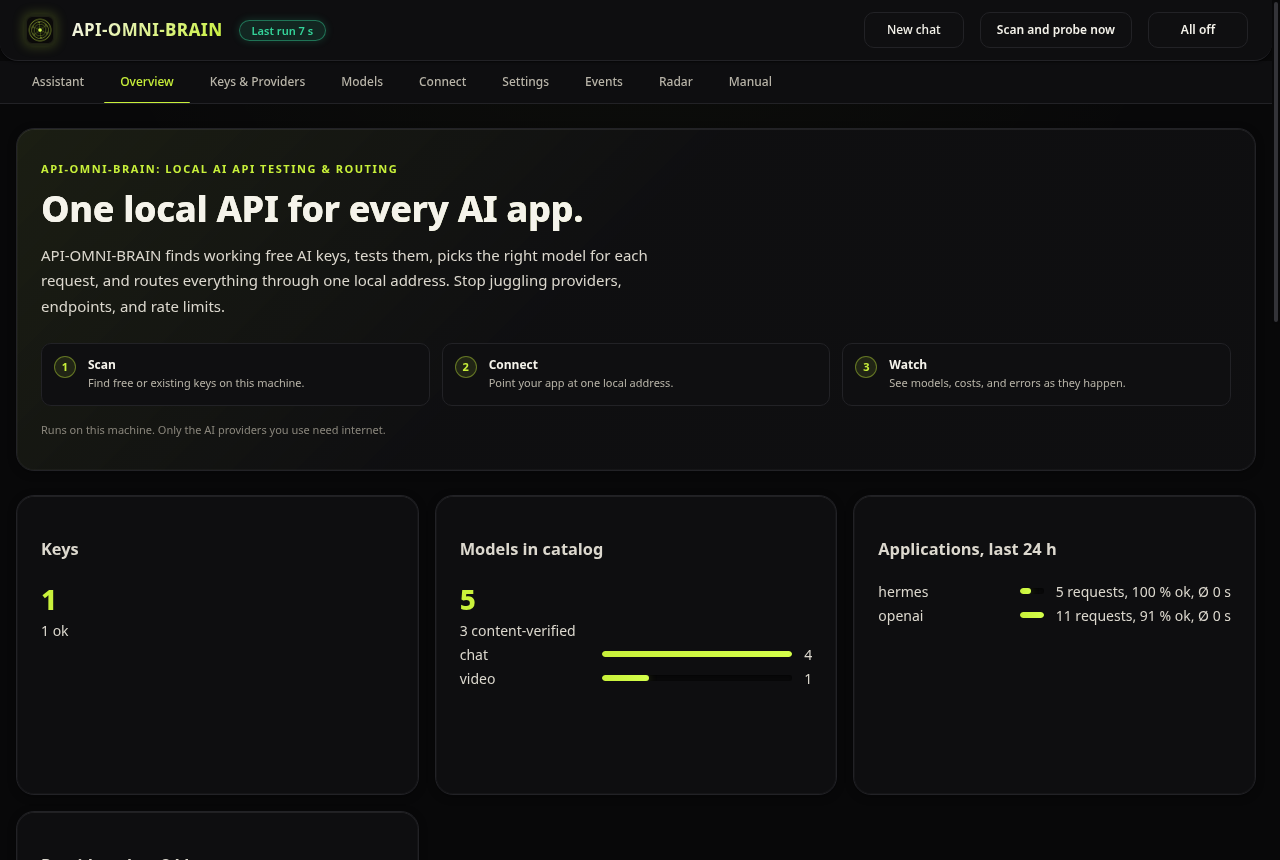 API-OMNI-BRAIN
Last run 7 s
New chat
Scan and probe now
All off
Assistant
Overview
Keys & Providers
Models
Connect
Settings
Events
Radar
Manual
API-OMNI-BRAIN: LOCAL AI API TESTING & ROUTING
One local API for every AI app.
API-OMNI-BRAIN finds working free AI keys, tests them, picks the right model for each
request, and routes everything through one local address. Stop juggling providers,
endpoints, and rate limits.
1
Scan
Find free or existing keys on this machine.
2
Connect
Point your app at one local address.
3
Watch
See models, costs, and errors as they happen.
Runs on this machine. Only the AI providers you use need internet.
Keys
1
1 ok
Models in catalog
5
3 content-verified
chat 4
video 1
Applications, last 24 h
hermes 5 requests, 100 % ok, Ø 0 s
openai 11 requests, 91 % ok, Ø 0 s